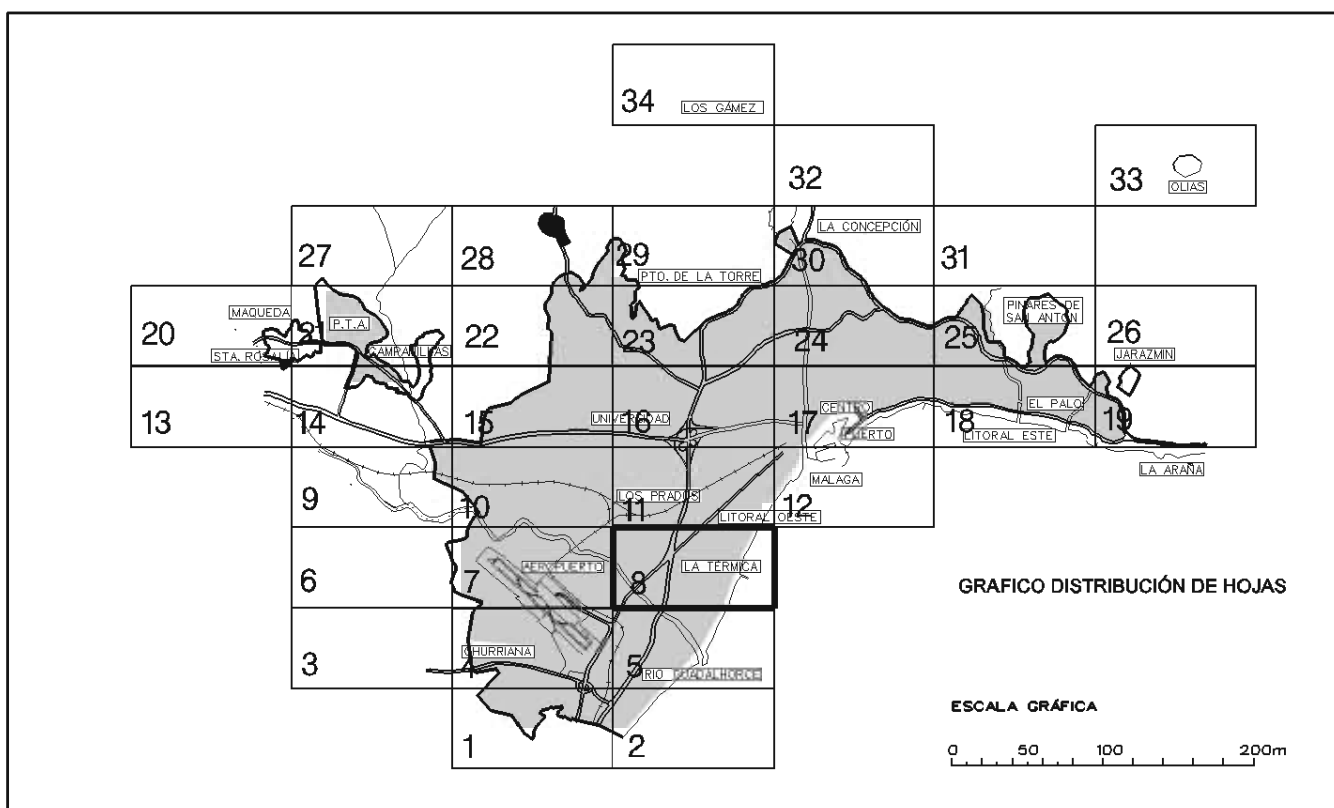 34
LOS GÁMEZ
32
33
OLIAS
LA CONCEPCIÓN
27
28
29
30
31
PTO. DE LA TORRE
MAQUEDA
P.T.A.
PINARES DE
SAN ANTON
20
21
22
23
24
25
26
STA. ROSALIA
CAMPANILLAS
JARAZMIN
EL PALO
CENTRO
UNIVERSIDAD
13
14
15
16
17
18
19
PUERTO
LITORAL ESTE
LA ARAÑA
MALAGA
LOS PRADOS
9
10
11
12
LITORAL OESTE
AEROPUERTO
LA TÉRMICA
6
7
8
GRAFICO DISTRIBUCIÓN DE HOJAS
CHURRIANA
3
5
RIO GUADALHORCE
ESCALA GRÁFICA
1
2
0 50 100 200m